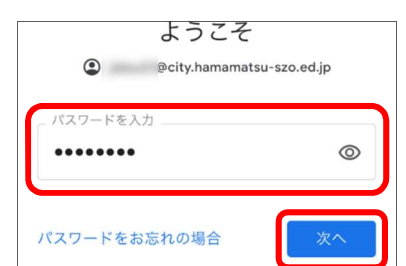 ようこそ
@city.hamamatsu-szo.ed.jp
パスワードを入力
••••••••
パスワードをお忘れの場合
次へ